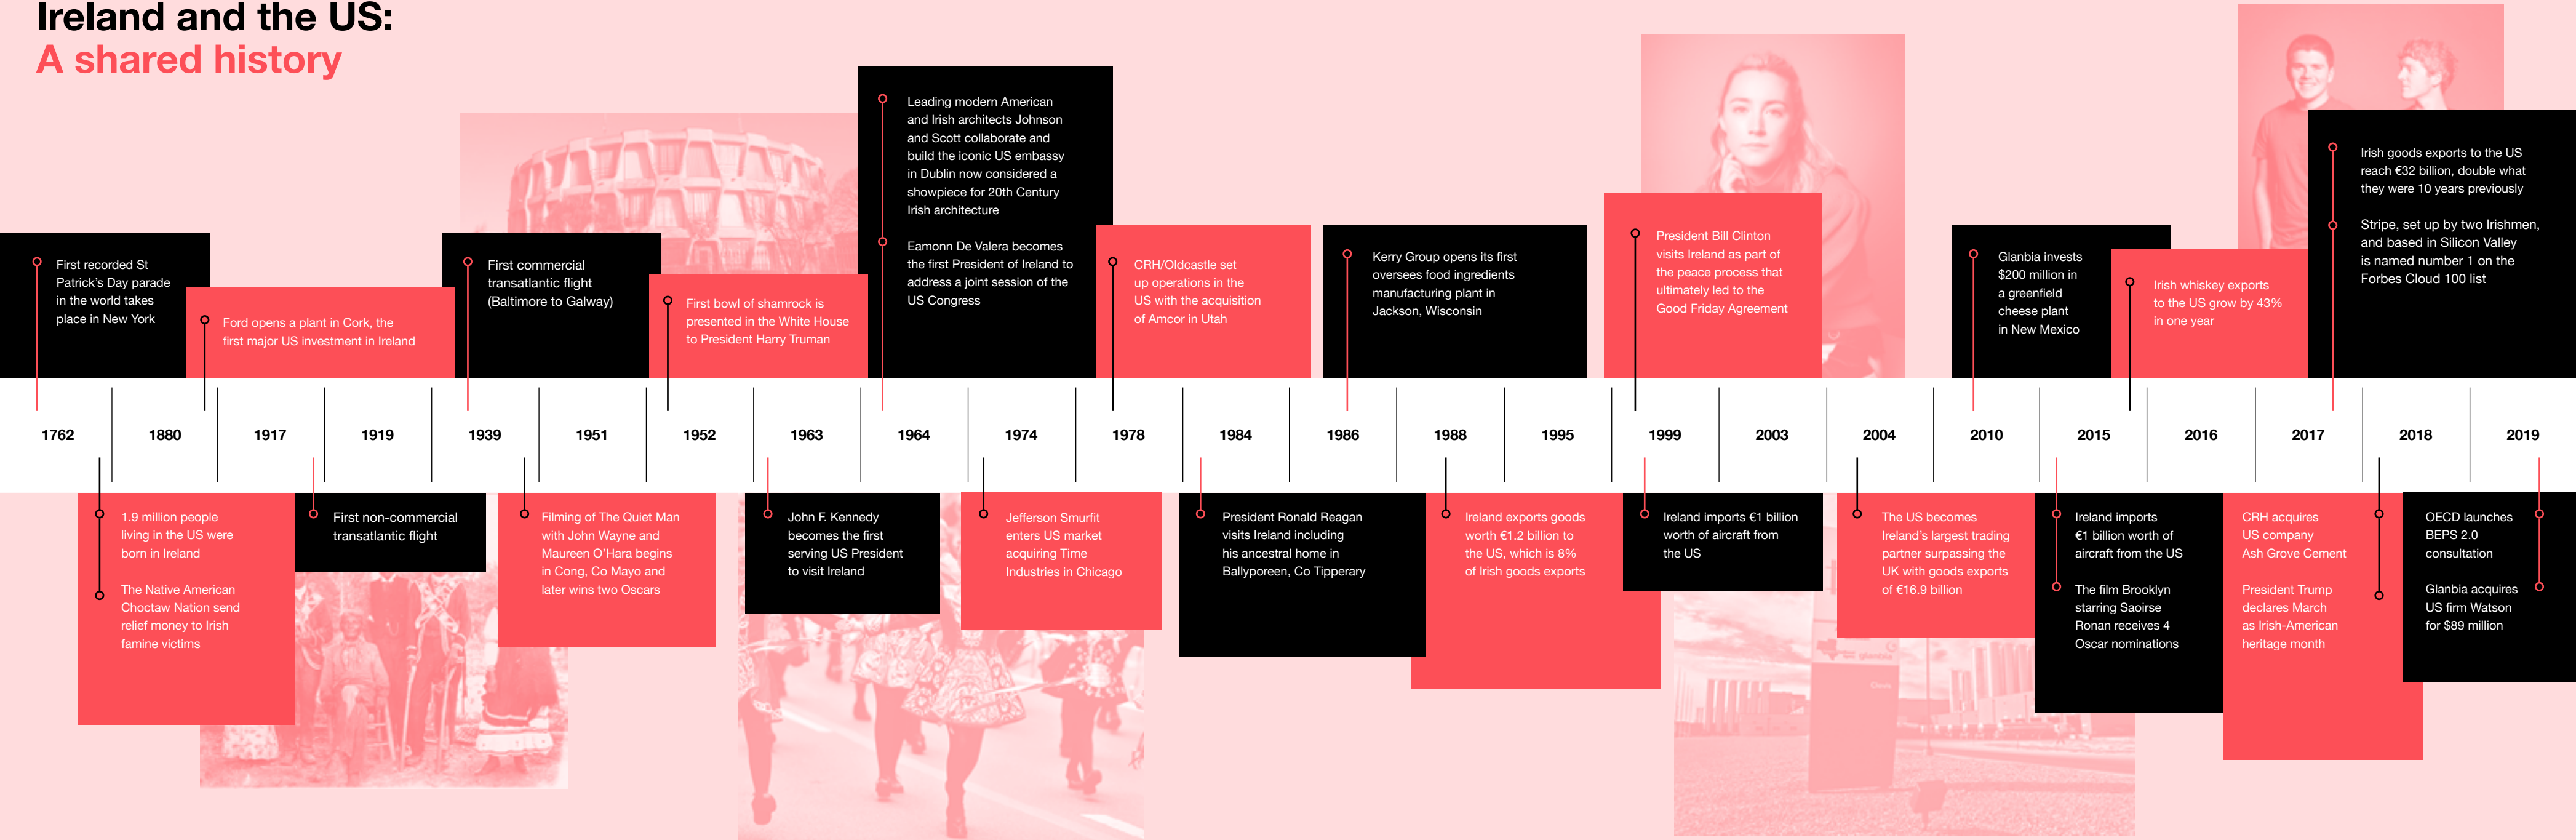 Ireland and the US:
A shared history
First recorded St
Patrick's Day parade
in the world takes
place in New York
Ford opens a plant in Cork, the
first major US investment in Ireland
First commercial
transatlantic flight
(Baltimore to Galway)
First bowl of shamrock is
presented in the White House
to President Harry Truman
Leading modern American
and Irish architects Johnson
and Scott collaborate and
build the iconic US embassy
in Dublin now considered a
showpiece for 20th Century
Irish architecture
Eamonn De Valera becomes
the first President of Ireland to
address a joint session of the
US Congress
CRH/Oldcastle set
up operations in the
US with the acquisition
of Amcor in Utah
Kerry Group opens its first
oversees food ingredients
manufacturing plant in
Jackson, Wisconsin
President Bill Clinton
visits Ireland as part of
the peace process that
ultimately led to the
Good Friday Agreement
Glanbia invests
$200 million in
a greenfield
cheese plant
in New Mexico
Irish whiskey exports
to the US grow by 43%
in one year
Irish goods exports to the US
reach €32 billion, double what
they were 10 years previously
Stripe, set up by two Irishmen,
and based in Silicon Valley
is named number 1 on the
Forbes Cloud 100 list
1762 1880 1917 1919 1939 1951 1952 1963 1964 1974 1978 1984 1986 1988 1995 1999 2003 2004 2010 2015 2016 2017 2018 2019
1.9 million people
living in the US were
born in Ireland
The Native American
Choctaw Nation send
relief money to Irish
famine victims
First non-commercial
transatlantic flight
Filming of The Quiet Man
with John Wayne and
Maureen O'Hara begins
in Cong, Co Mayo and
later wins two Oscars
John F. Kennedy
becomes the first
serving US President
to visit Ireland
Jefferson Smurfit
enters US market
acquiring Time
Industries in Chicago
President Ronald Reagan
visits Ireland including
his ancestral home in
Ballyporeen, Co Tipperary
Ireland exports goods
worth €1.2 billion to
the US, which is 8%
of Irish goods exports
Ireland imports €1 billion
worth of aircraft from
the US
The US becomes
Ireland's largest trading
partner surpassing the
UK with goods exports
of €16.9 billion
Ireland imports
€1 billion worth of
aircraft from the US
The film Brooklyn
starring Saoirse
Ronan receives 4
Oscar nominations
CRH acquires
US company
Ash Grove Cement
President Trump
declares March
as Irish-American
heritage month
OECD launches
BEPS 2.0
consultation
Glanbia acquires
US firm Watson
for $89 million
glanbia
Clovis